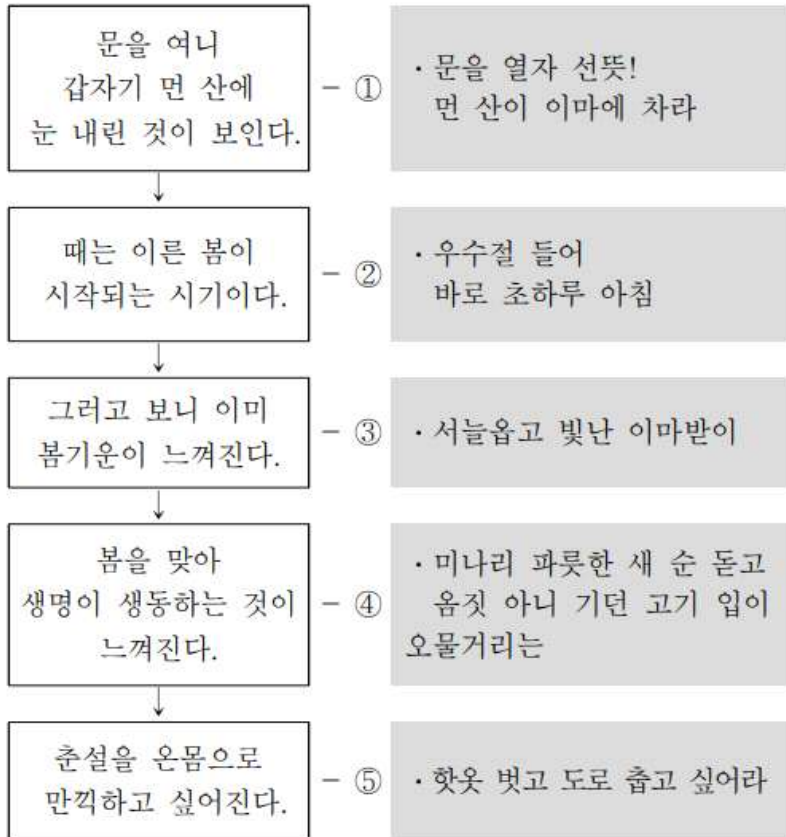 문을 여니
갑자기 먼 산에
눈 내린 것이 보인다.
- ①
· 문을 열자 선뜻!
먼 산이 이마에 차라
↓
때는 이른 봄이
시작되는 시기이다.
- ②
· 우수절 들어
바로 초하루 아침
↓
그러고 보니 이미
봄기운이 느껴진다.
- ③
· 서늘옵고 빛난 이마받이
↓
봄을 맞아
생명이 생동하는 것이
느껴진다.
- ④
· 미나리 파릇한 새 순 돋고
옴짓 아니 기던 고기 입이
오물거리는
↓
춘설을 온몸으로
만끽하고 싶어진다.
- ⑤
· 핫옷 벗고 도로 춥고 싶어라